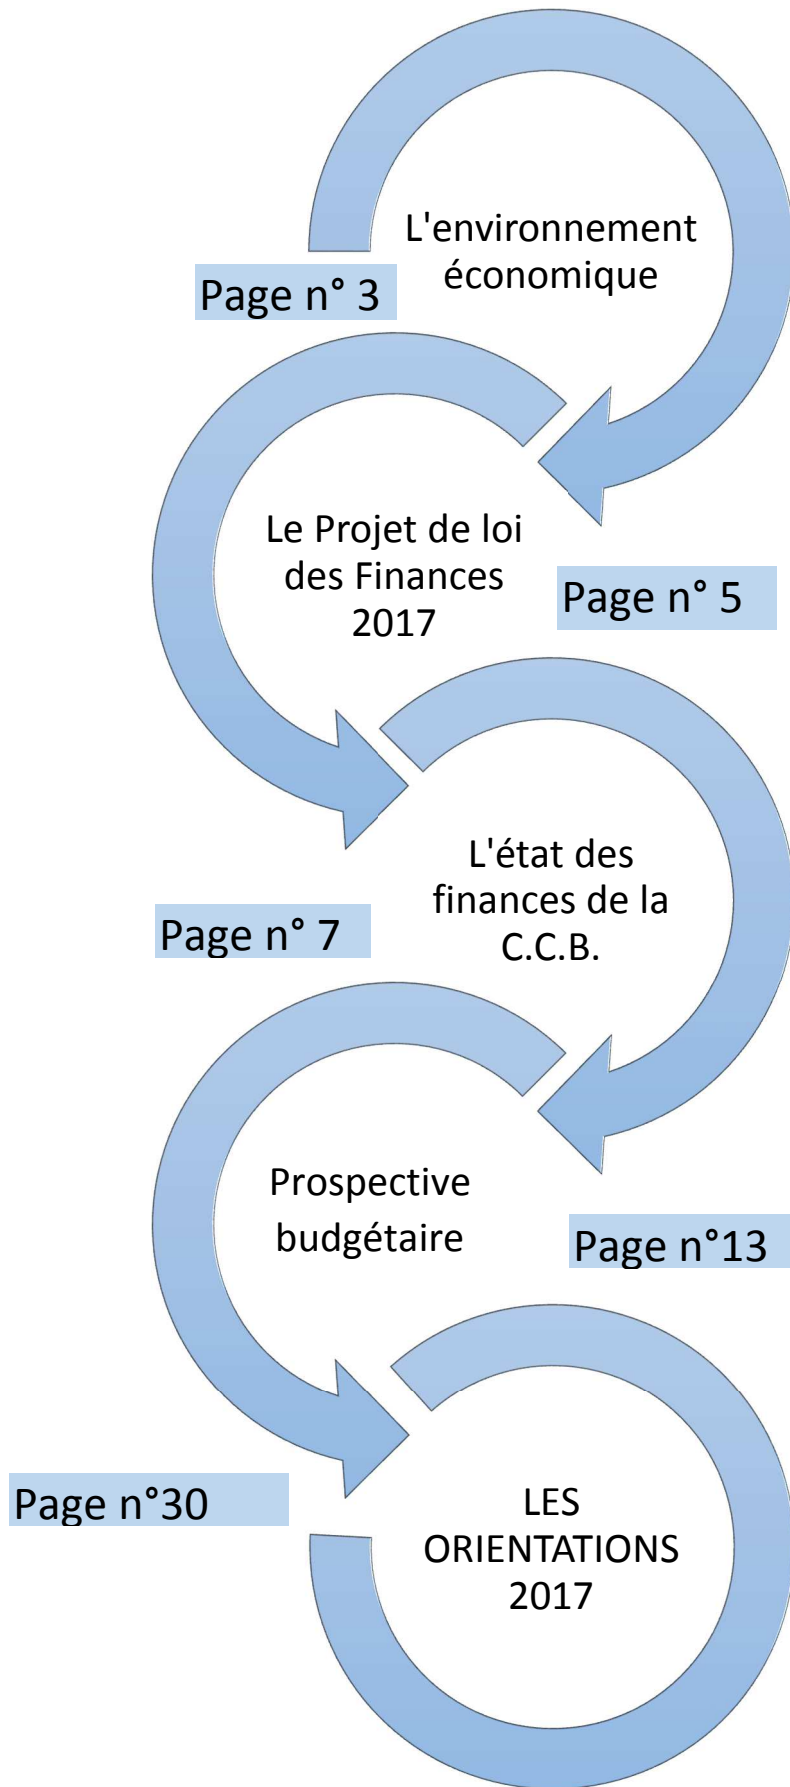 L'environnement
économique
Page n° 3
Le Projet de loi
des Finances
2017
Page n° 5
L'état des
finances de la
C.C.B.
Page n° 7
Prospective
budgétaire
Page n°13
LES
ORIENTATIONS
2017
Page n°30